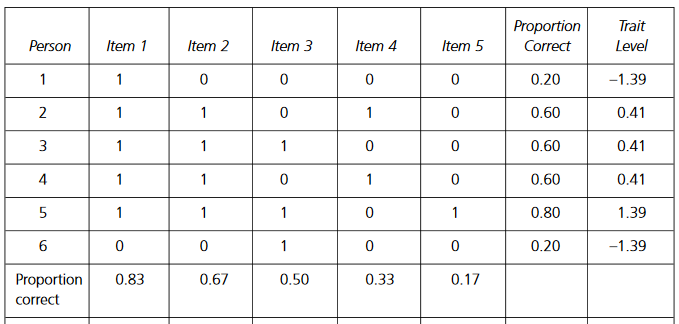 Person Item 1 Item 2 Item 3 Item 4 Item 5 Proportion Correct Trait Level
1 1 0 0 0 0 0.20 −1.39
2 1 1 0 1 0 0.60 0.41
3 1 1 1 0 0 0.60 0.41
4 1 1 0 1 0 0.60 0.41
5 1 1 1 0 1 0.80 1.39
6 0 0 1 0 0 0.20 −1.39
Proportion correct 0.83 0.67 0.50 0.33 0.17